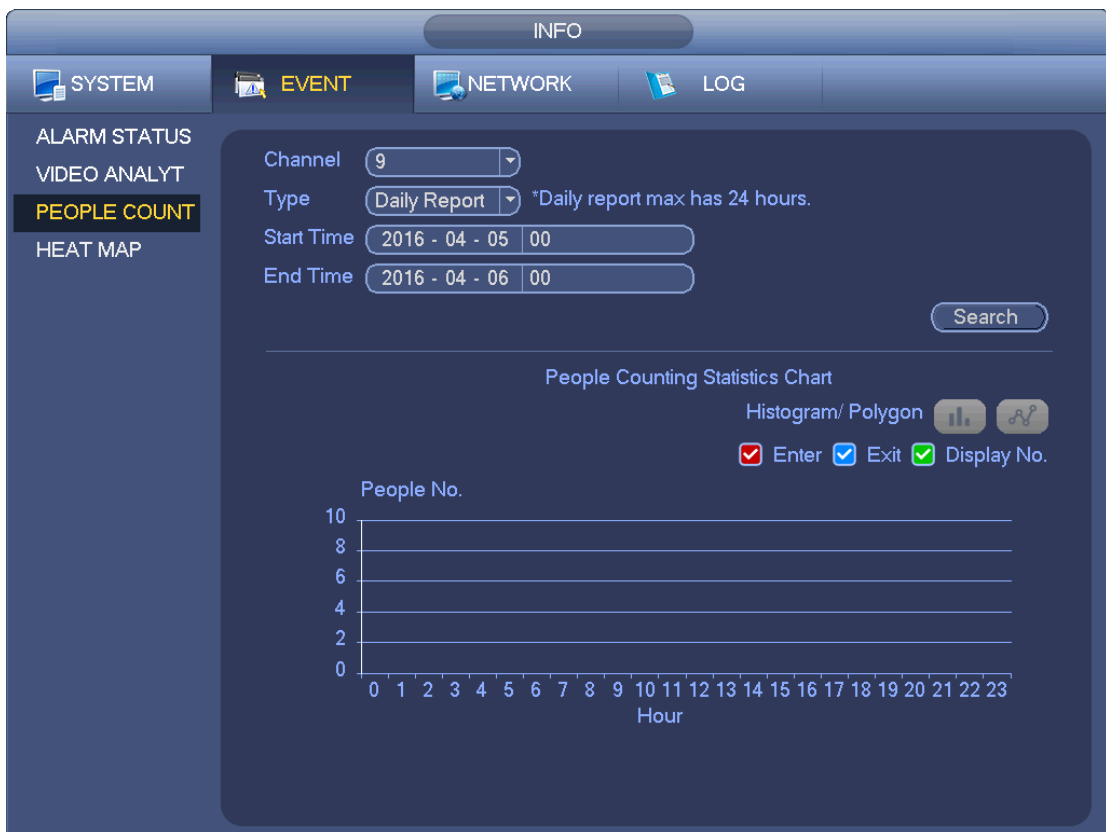 INFO
SYSTEM EVENT NETWORK LOG
ALARM STATUS
VIDEO ANALYT
PEOPLE COUNT
HEAT MAP
Channel 9
Type Daily Report *Daily report max has 24 hours.
Start Time 2016 - 04 - 05 00
End Time 2016 - 04 - 06 00
Search
People Counting Statistics Chart
Histogram/ Polygon
Enter Exit Display No.
People No.
10
8
6
4
2
0
0 1 2 3 4 5 6 7 8 9 10 11 12 13 14 15 16 17 18 19 20 21 22 23
Hour